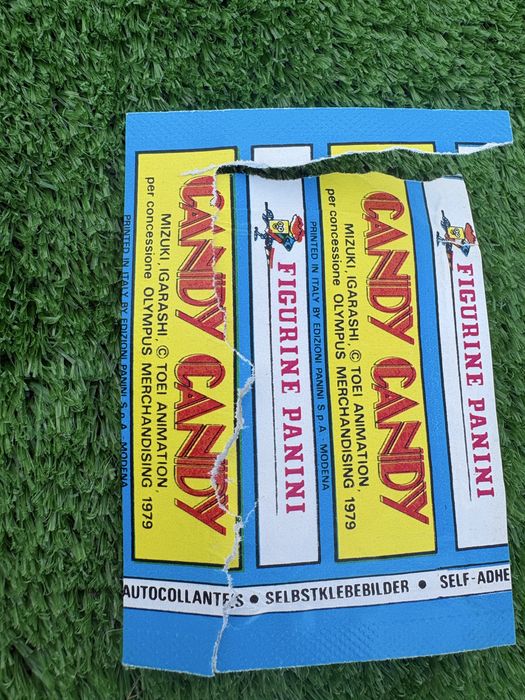 CANDY CANDY
MIZUKI, IGARASHI, © TOEI ANIMATION,
per concessione OLYMPUS MERCHANDISING, 1979
PRINTED IN ITALY BY EDIZIONI PANINI S.p.A. - MODENA
FIGURINE PANINI
CANDY CANDY
MIZUKI, IGARASHI, © TOEI ANIMATION,
per concessione OLYMPUS MERCHANDISING, 1979
PRINTED IN ITALY BY EDIZIONI PANINI S.p.A. - MODENA
FIGURINE PANINI
AUTOCOLLANTES • SELBSTKLEBEBILDER • SELF-ADHE